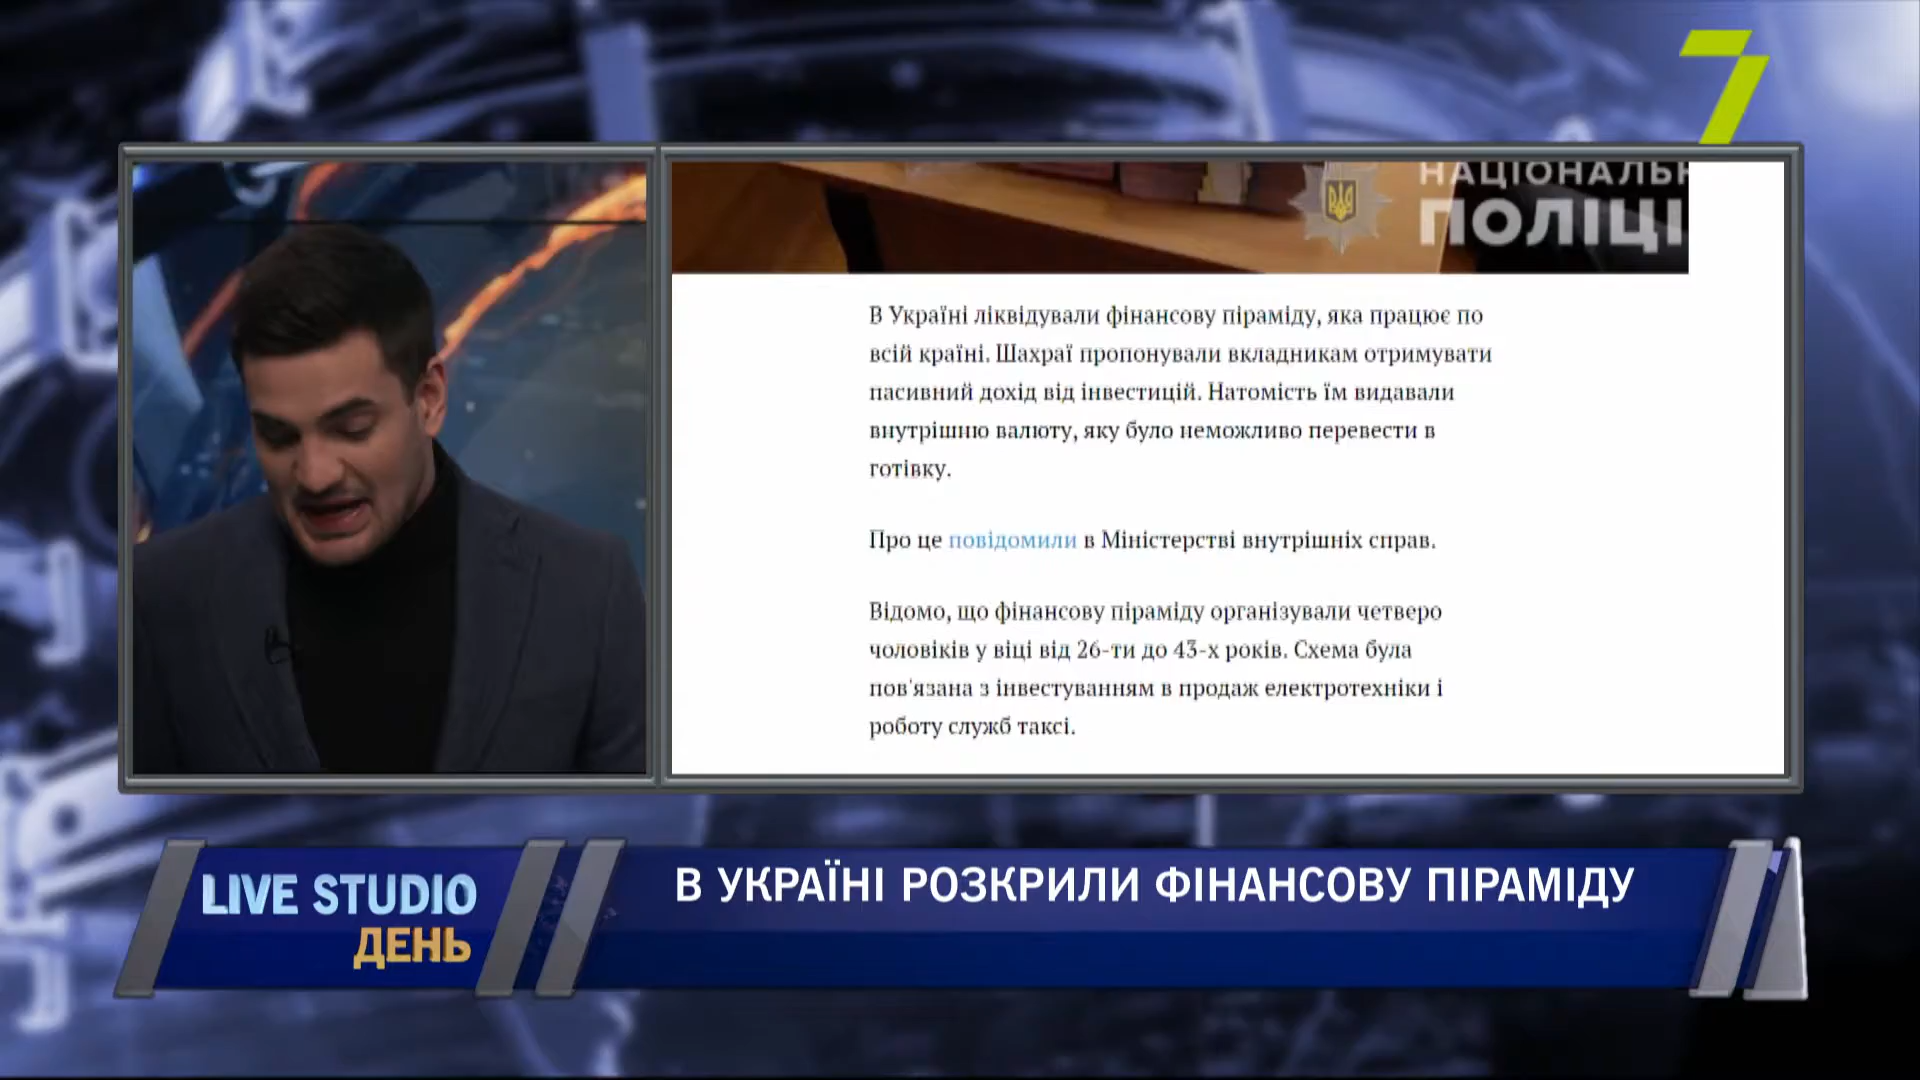 7
НАЦІОНАЛЬН
ПОЛІЦІ
В Україні ліквідували фінансову піраміду, яка працює по
всій країні. Шахраї пропонували вкладникам отримувати
пасивний дохід від інвестицій. Натомість їм видавали
внутрішню валюту, яку було неможливо перевести в
готівку.
Про це повідомили в Міністерстві внутрішніх справ.
Відомо, що фінансову піраміду організували четверо
чоловіків у віці від 26-ти до 43-х років. Схема була
пов'язана з інвестуванням в продаж електротехніки і
роботу служб таксі.
LIVE STUDIO
ДЕНЬ
В УКРАЇНІ РОЗКРИЛИ ФІНАНСОВУ ПІРАМІДУ